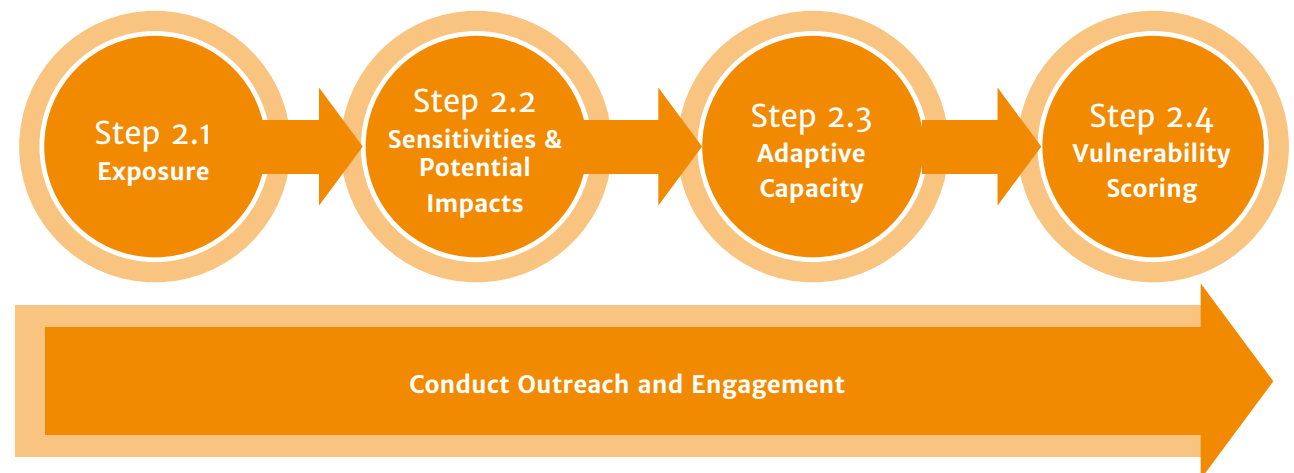 Step 2.1
Exposure
Step 2.2
Sensitivities &
Potential
Impacts
Step 2.3
Adaptive
Capacity
Step 2.4
Vulnerability
Scoring
Conduct Outreach and Engagement